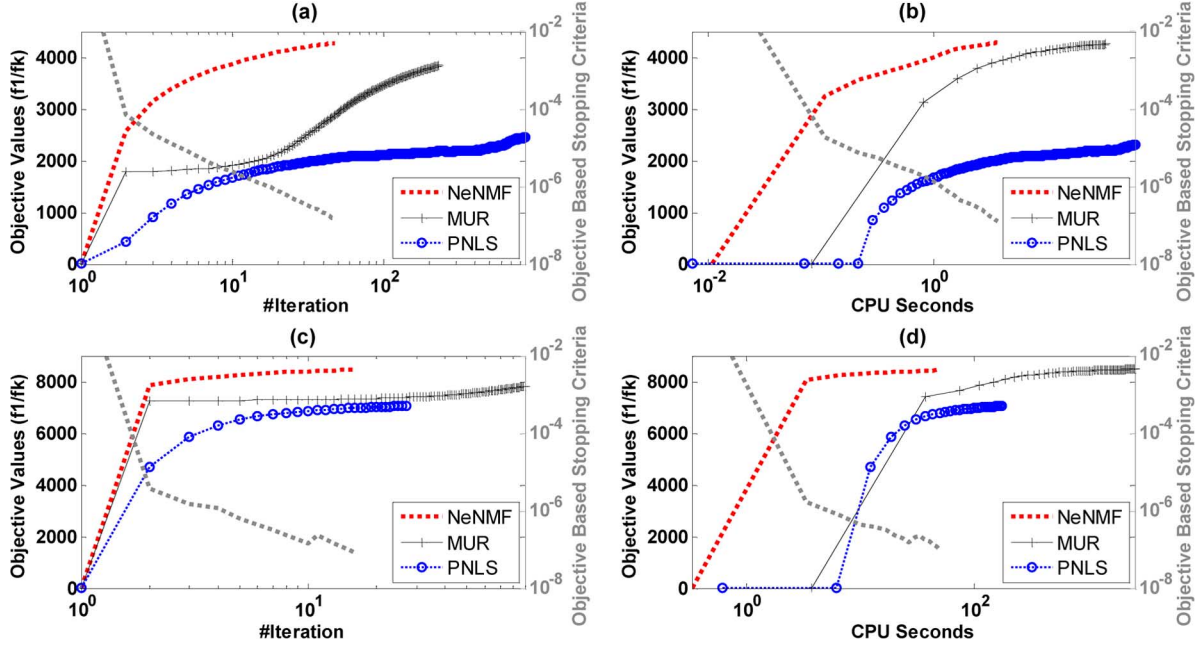 (a)
Objective Values (f1/fk)
4000
3000
2000
1000
0
10^0
10^1
10^2
#Iteration
NeNMF
MUR
PNLS
10^-2
10^-4
10^-6
10^-8
Objective Based Stopping Criteria
(b)
Objective Values (f1/fk)
4000
3000
2000
1000
0
10^-2
10^0
CPU Seconds
NeNMF
MUR
PNLS
10^-2
10^-4
10^-6
10^-8
Objective Based Stopping Criteria
(c)
Objective Values (f1/fk)
8000
6000
4000
2000
0
10^0
10^1
#Iteration
NeNMF
MUR
PNLS
10^-2
10^-4
10^-6
10^-8
Objective Based Stopping Criteria
(d)
Objective Values (f1/fk)
8000
6000
4000
2000
0
10^0
10^2
CPU Seconds
NeNMF
MUR
PNLS
10^-2
10^-4
10^-6
10^-8
Objective Based Stopping Criteria